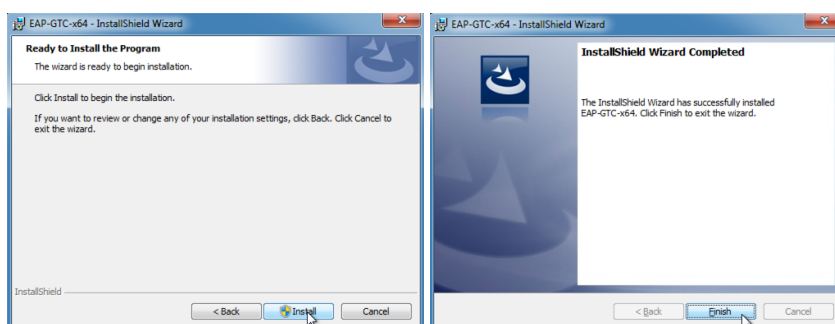 EAP-GTC-x64 - InstallShield Wizard
Ready to Install the Program
The wizard is ready to begin installation.
Click Install to begin the installation.
If you want to review or change any of your installation settings, click Back. Click Cancel to
exit the wizard.
InstallShield
< Back
Install
Cancel
EAP-GTC-x64 - InstallShield Wizard
InstallShield Wizard Completed
The InstallShield Wizard has successfully installed
EAP-GTC-x64. Click Finish to exit the wizard.
< Back
Finish
Cancel